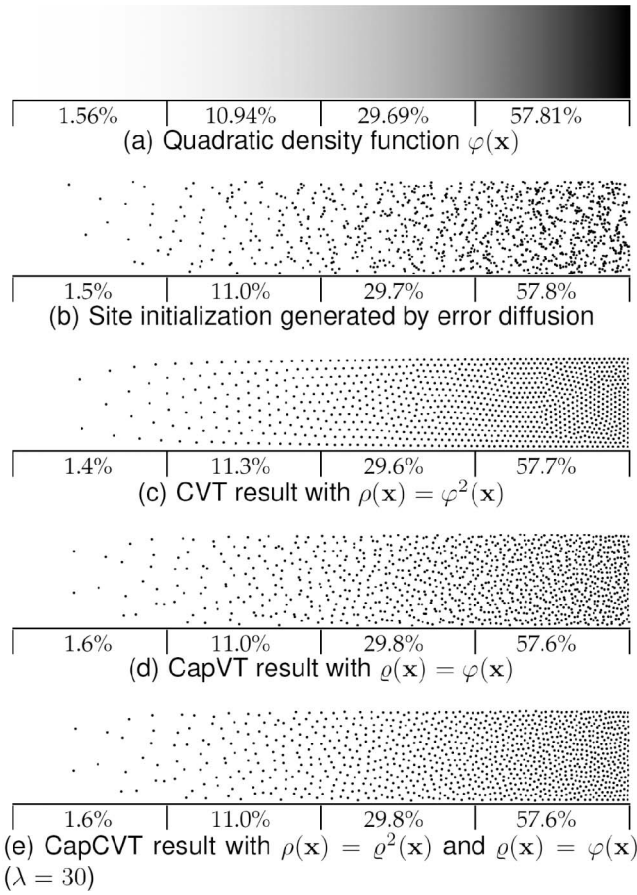 1.56% 10.94% 29.69% 57.81%
(a) Quadratic density function φ(x)
1.5% 11.0% 29.7% 57.8%
(b) Site initialization generated by error diffusion
1.4% 11.3% 29.6% 57.7%
(c) CVT result with ρ(x) = φ²(x)
1.6% 11.0% 29.8% 57.6%
(d) CapVT result with ϱ(x) = φ(x)
1.6% 11.0% 29.8% 57.6%
(e) CapCVT result with ρ(x) = ϱ²(x) and ϱ(x) = φ(x)
(λ = 30)